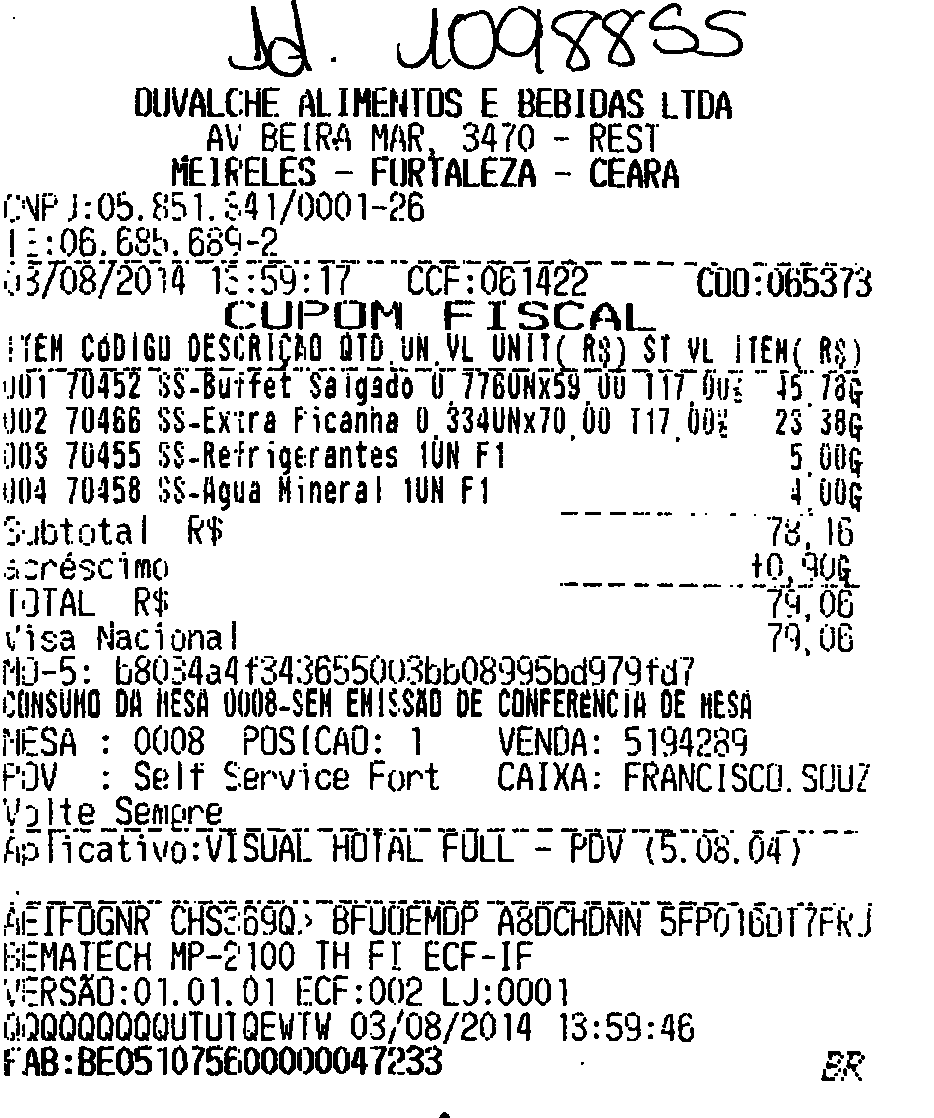 Id. 1098855
DUVALCHE ALIMENTOS E BEBIDAS LTDA
AV BEIRA MAR, 3470 - REST
MEIRELES - FORTALEZA - CEARA
CNPJ:05.851.841/0001-26
IE:06.685.689-2
03/08/2014 13:59:17 CCF:061422 COO:065373
CUPOM FISCAL
ITEM CÓDIGO DESCRIÇÃO QTD.UN.VL UNIT( R$) ST VL ITEM( R$)
001 70452 SS-Buffet Salgado 0,776UNx59,00 T17,00% 45,78G
002 70466 SS-Extra Picanha 0,334UNx70,00 T17,00% 23,38G
003 70455 SS-Refrigerantes 1UN F1 5,00G
004 70458 SS-Agua Mineral 1UN F1 4,00G
Subtotal R$ 78,16
acréscimo +0,90G
TOTAL R$ 79,06
Visa Nacional 79,06
MD-5: b8034a4f343655003bb08995bd979fd7
CONSUMO DA MESA 0008-SEM EMISSÃO DE CONFERÊNCIA DE MESA
MESA : 0008 POSICAO: 1 VENDA: 5194289
PDV : Self Service Fort CAIXA: FRANCISCO.SOUZ
Volte Sempre
Aplicativo:VISUAL HOTAL FULL - PDV (5.08.04)
BFUOEMDP A8DCHDNN
BEMATECH MP-2100 TH FI ECF-IF
VERSÃO:01.01.01 ECF:002 LJ:0001
QQQQQQQQQUTUTQEWTW 03/08/2014 13:59:46
FAB:BE051075600000047233 BR